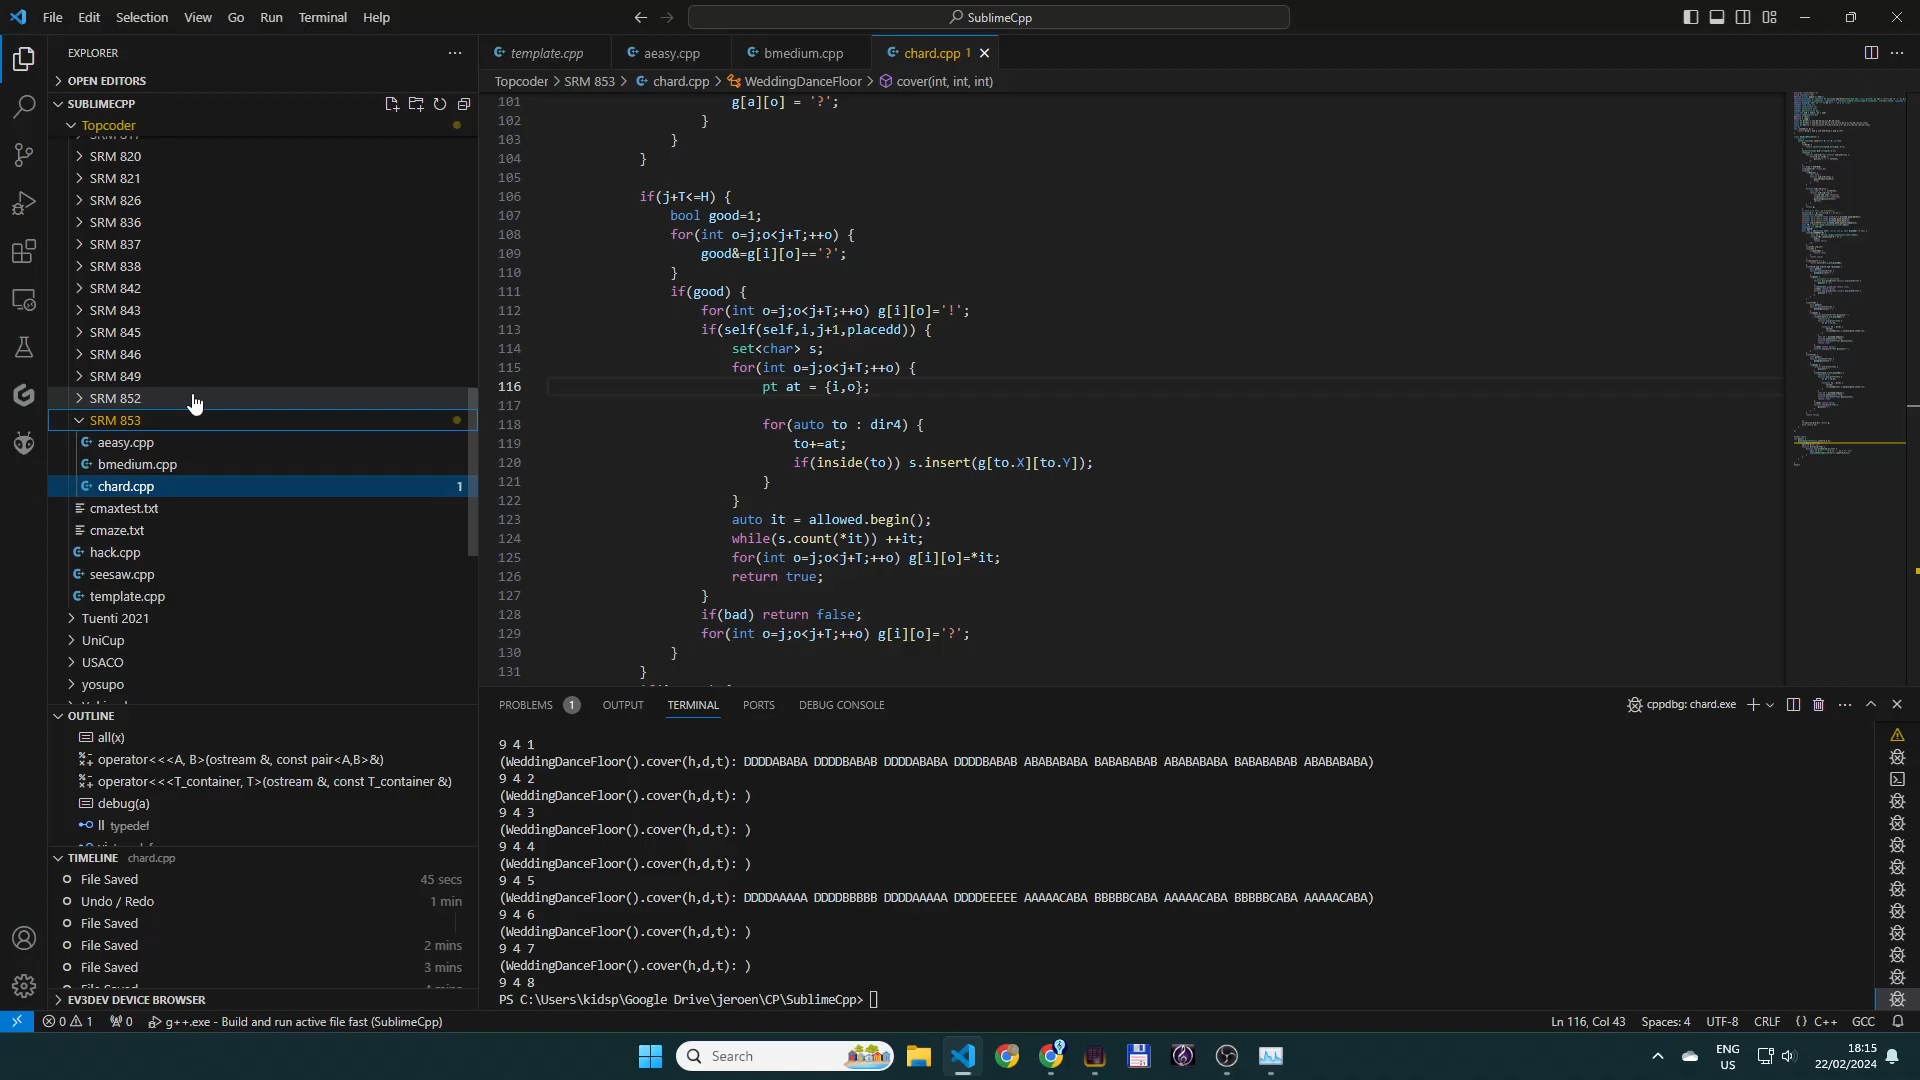 File Edit Selection View Go Run Terminal Help
SublimeCpp
EXPLORER
OPEN EDITORS
SUBLIMECPP
Topcoder
SRM 820
SRM 821
SRM 826
SRM 836
SRM 837
SRM 838
SRM 842
SRM 843
SRM 845
SRM 846
SRM 849
SRM 852
SRM 853
aeasy.cpp
bmedium.cpp
chard.cpp 1
cmaxtest.txt
cmaze.txt
hack.cpp
seesaw.cpp
template.cpp
Tuenti 2021
UniCup
USACO
yosupo
OUTLINE
all(x)
operator<<<A, B>(ostream &, const pair<A,B>&)
operator<<<T_container, T>(ostream &, const T_container &)
debug(a)
ll typedef
TIMELINE chard.cpp
File Saved 45 secs
Undo / Redo 1 min
File Saved
File Saved 2 mins
File Saved 3 mins
EV3DEV DEVICE BROWSER
template.cpp aeasy.cpp bmedium.cpp chard.cpp 1
Topcoder > SRM 853 > chard.cpp > WeddingDanceFloor > cover(int, int, int)
101 g[a][o] = '?';
102 }
103 }
104 }
105
106 if(j+T<=H) {
107 bool good=1;
108 for(int o=j;o<j+T;++o) {
109 good&=g[i][o]=='?';
110 }
111 if(good) {
112 for(int o=j;o<j+T;++o) g[i][o]='!';
113 if(self(self,i,j+1,placedd)) {
114 set<char> s;
115 for(int o=j;o<j+T;++o) {
116 pt at = {i,o};
117
118 for(auto to : dir4) {
119 to+=at;
120 if(inside(to)) s.insert(g[to.X][to.Y]);
121 }
122 }
123 auto it = allowed.begin();
124 while(s.count(*it)) ++it;
125 for(int o=j;o<j+T;++o) g[i][o]=*it;
126 return true;
127 }
128 if(bad) return false;
129 for(int o=j;o<j+T;++o) g[i][o]='?';
130 }
131 }
PROBLEMS 1 OUTPUT TERMINAL PORTS DEBUG CONSOLE
cppdbg: chard.exe
9 4 1
(WeddingDanceFloor().cover(h,d,t): DDDDABABA DDDDBABAB DDDDABABA DDDDBABAB ABABABABA BABABABAB ABABABABA BABABABAB ABABABABA)
9 4 2
(WeddingDanceFloor().cover(h,d,t): )
9 4 3
(WeddingDanceFloor().cover(h,d,t): )
9 4 4
(WeddingDanceFloor().cover(h,d,t): )
9 4 5
(WeddingDanceFloor().cover(h,d,t): DDDDAAAAA DDDDBBBBB DDDDAAAAA DDDDEEEEE AAAAACABA BBBBBCABA AAAAACABA BBBBBCABA AAAAACABA)
9 4 6
(WeddingDanceFloor().cover(h,d,t): )
9 4 7
(WeddingDanceFloor().cover(h,d,t): )
9 4 8
PS C:\Users\kidsp\Google Drive\jeroen\CP\SublimeCpp>
0 1 0 g++.exe - Build and run active file fast (SublimeCpp)
Ln 116, Col 43 Spaces: 4 UTF-8 CRLF {} C++ GCC
Search
ENG
US
18:15
22/02/2024